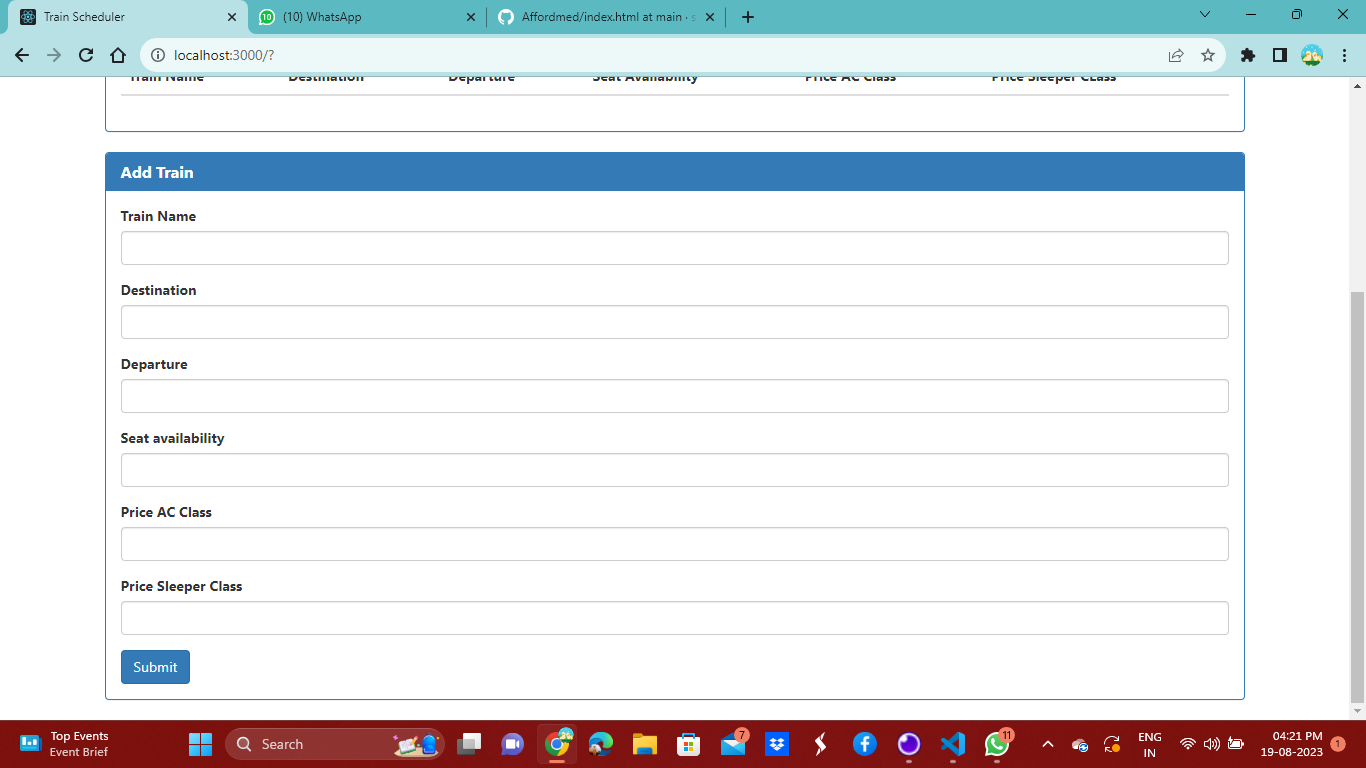 Train Scheduler
(10) WhatsApp
10
Affordmed/index.html at main · s
localhost:3000/?
Train Name Destination Departure Seat Availability Price AC Class Price Sleeper CLass
Add Train
Train Name
Destination
Departure
Seat availability
Price AC Class
Price Sleeper Class
Submit
Top Events
Event Brief
Search
7
11
ENG
IN
04:21 PM
19-08-2023
1